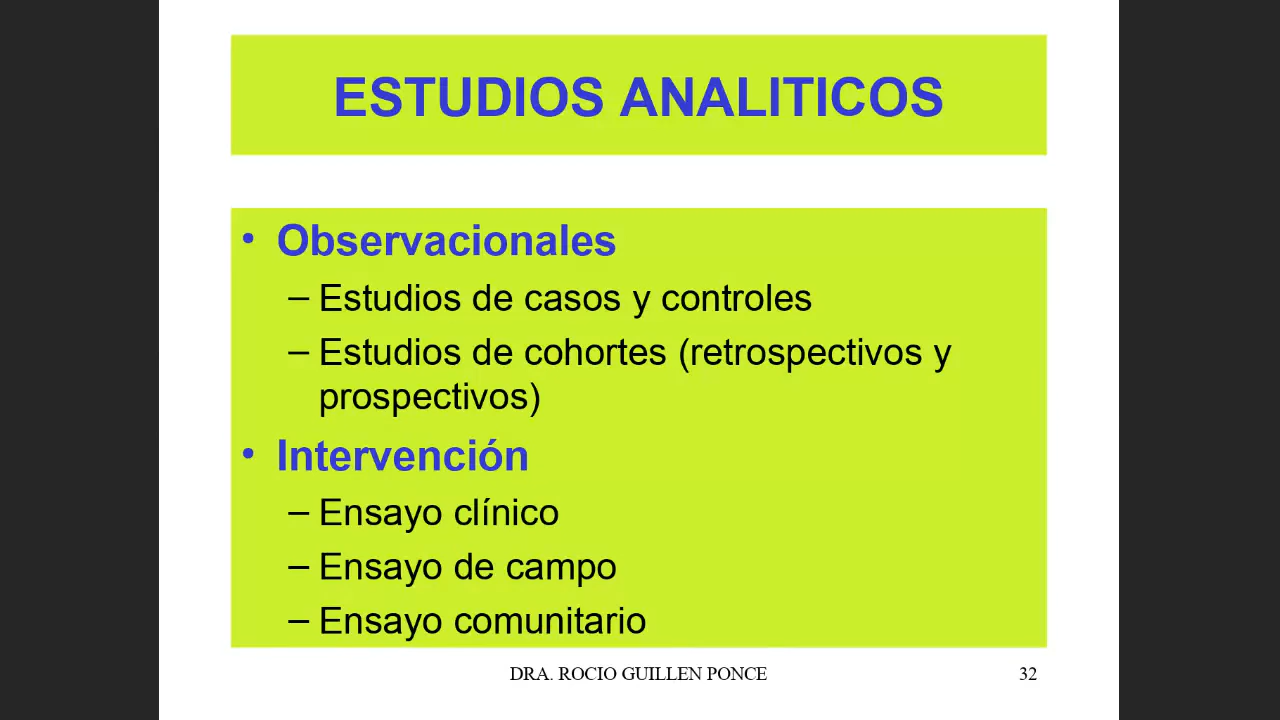 ESTUDIOS ANALITICOS
• Observacionales
– Estudios de casos y controles
– Estudios de cohortes (retrospectivos y
prospectivos)
• Intervención
– Ensayo clínico
– Ensayo de campo
– Ensayo comunitario
DRA. ROCIO GUILLEN PONCE
32